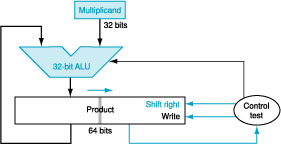 Multiplicand
32 bits
32-bit ALU
Product
Shift right
Write
Control
test
64 bits